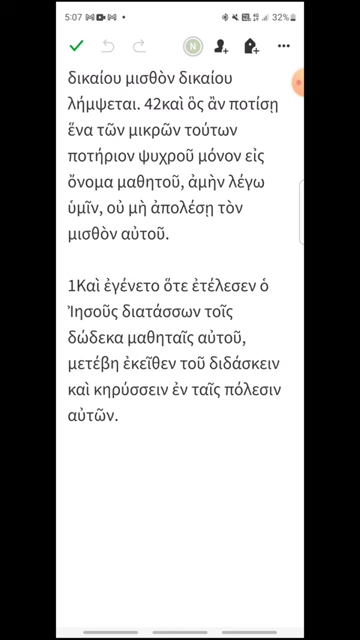 5:07
32%
N
δικαίου μισθὸν δικαίου
λήμψεται. 42καὶ ὃς ἂν ποτίσῃ
ἕνα τῶν μικρῶν τούτων
ποτήριον ψυχροῦ μόνον εἰς
ὄνομα μαθητοῦ, ἀμὴν λέγω
ὑμῖν, οὐ μὴ ἀπολέσῃ τὸν
μισθὸν αὐτοῦ.
1Καὶ ἐγένετο ὅτε ἐτέλεσεν ὁ
Ἰησοῦς διατάσσων τοῖς
δώδεκα μαθηταῖς αὐτοῦ,
μετέβη ἐκεῖθεν τοῦ διδάσκειν
καὶ κηρύσσειν ἐν ταῖς πόλεσιν
αὐτῶν.